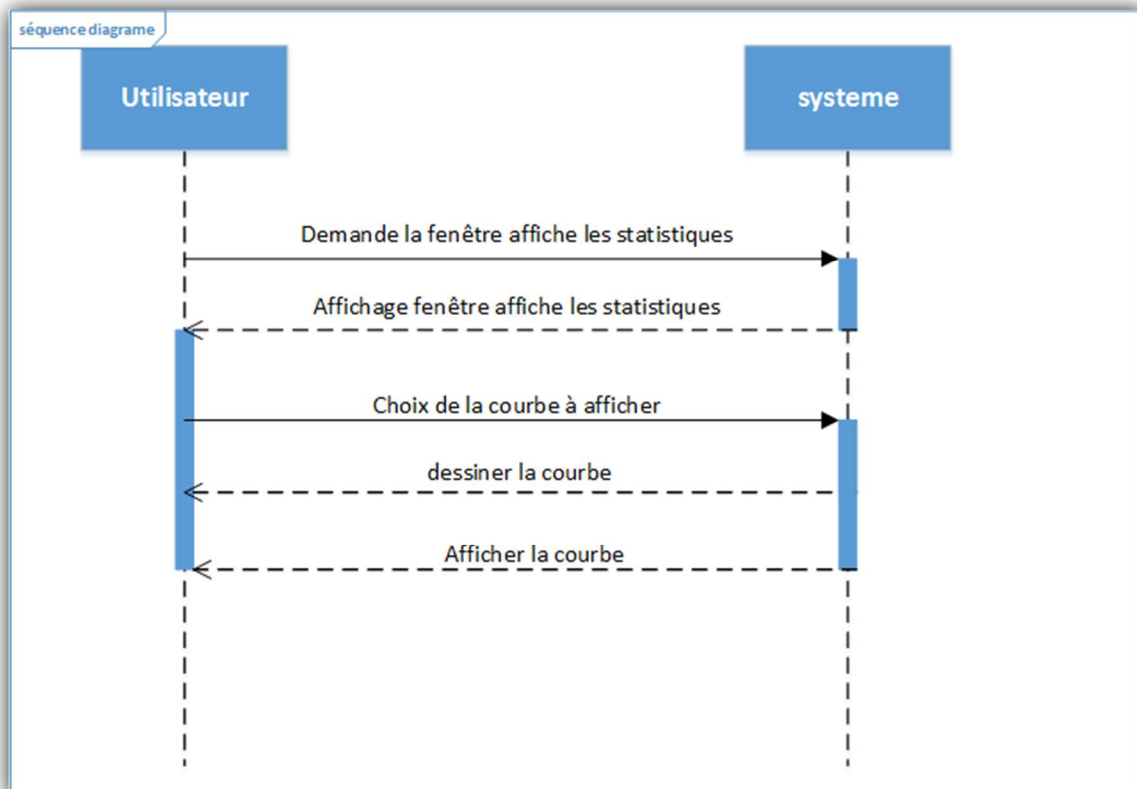 séquence diagrame
Utilisateur
systeme
Demande la fenêtre affiche les statistiques
Affichage fenêtre affiche les statistiques
Choix de la courbe à afficher
dessiner la courbe
Afficher la courbe